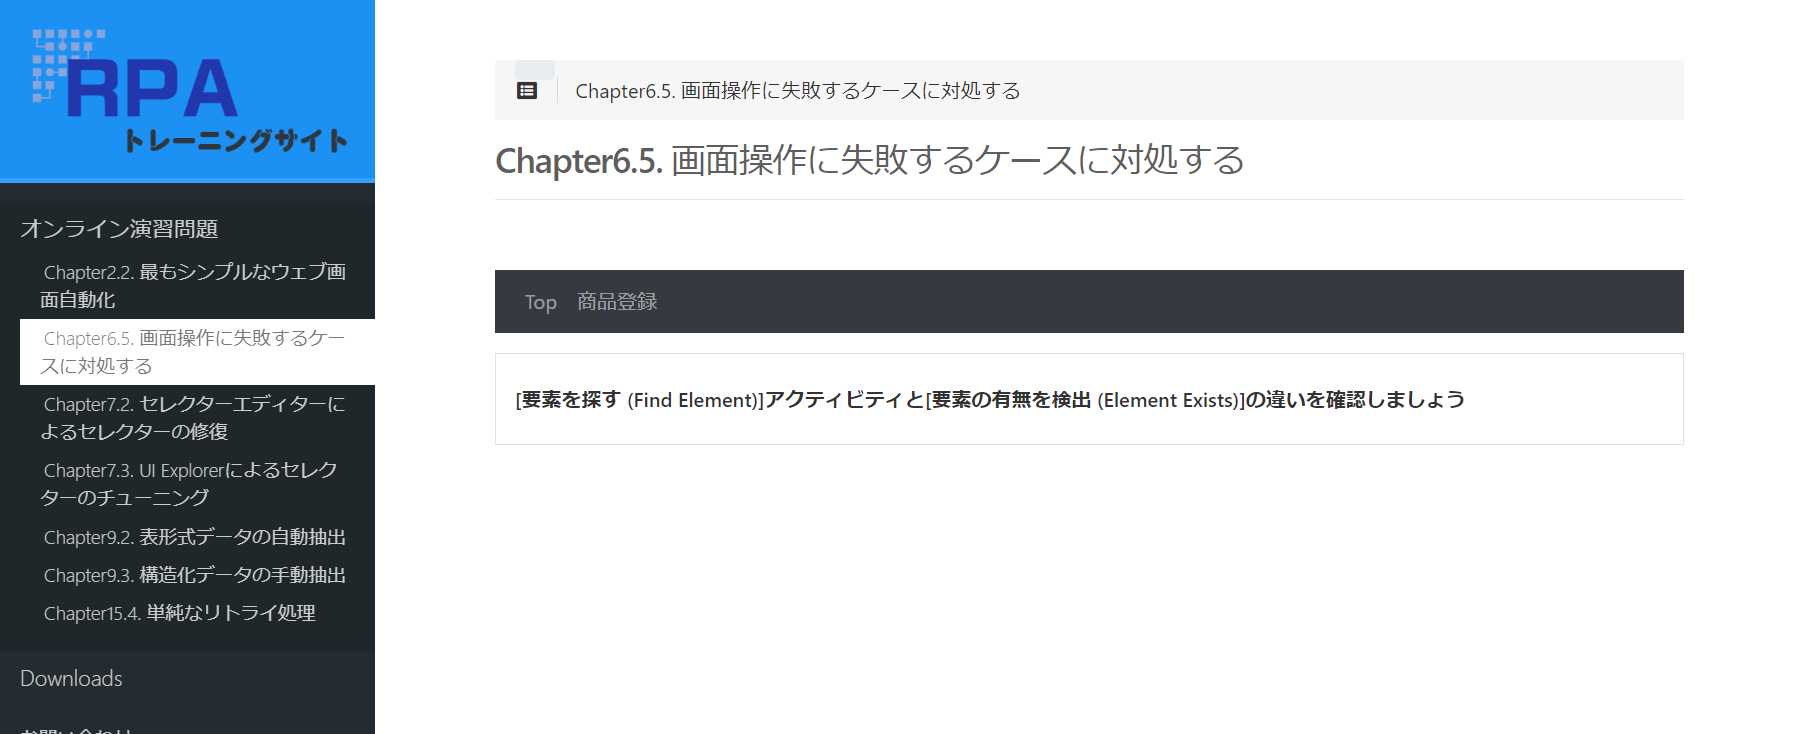 RPA
トレーニングサイト
オンライン演習問題
Chapter2.2. 最もシンプルなウェブ画
面自動化
Chapter6.5. 画面操作に失敗するケー
スに対処する
Chapter7.2. セレクターエディターに
よるセレクターの修復
Chapter7.3. UI Explorerによるセレク
ターのチューニング
Chapter9.2. 表形式データの自動抽出
Chapter9.3. 構造化データの手動抽出
Chapter15.4. 単純なリトライ処理
Downloads
お問い合わせ
Chapter6.5. 画面操作に失敗するケースに対処する
Chapter6.5. 画面操作に失敗するケースに対処する
Top 商品登録
[要素を探す (Find Element)]アクティビティと[要素の有無を検出 (Element Exists)]の違いを確認しましょう